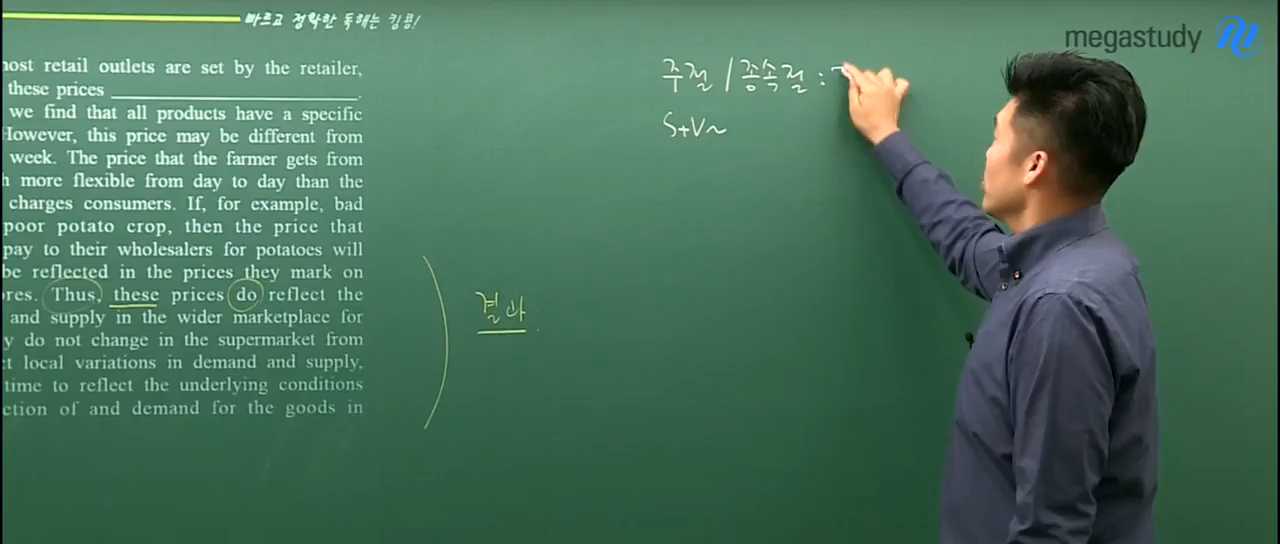 빠르고 정확한 독해는 킹콩!
megastudy
most retail outlets are set by the retailer,
these prices
we find that all products have a specific
However, this price may be different from
week. The price that the farmer gets from
h more flexible from day to day than the
charges consumers. If, for example, bad
poor potato crop, then the price that
pay to their wholesalers for potatoes will
be reflected in the prices they mark on
res. Thus, these prices do reflect the
and supply in the wider marketplace for
y do not change in the supermarket from
ct local variations in demand and supply,
time to reflect the underlying conditions
ction of and demand for the goods in
결과
주절 / 종속절 :
S+V~